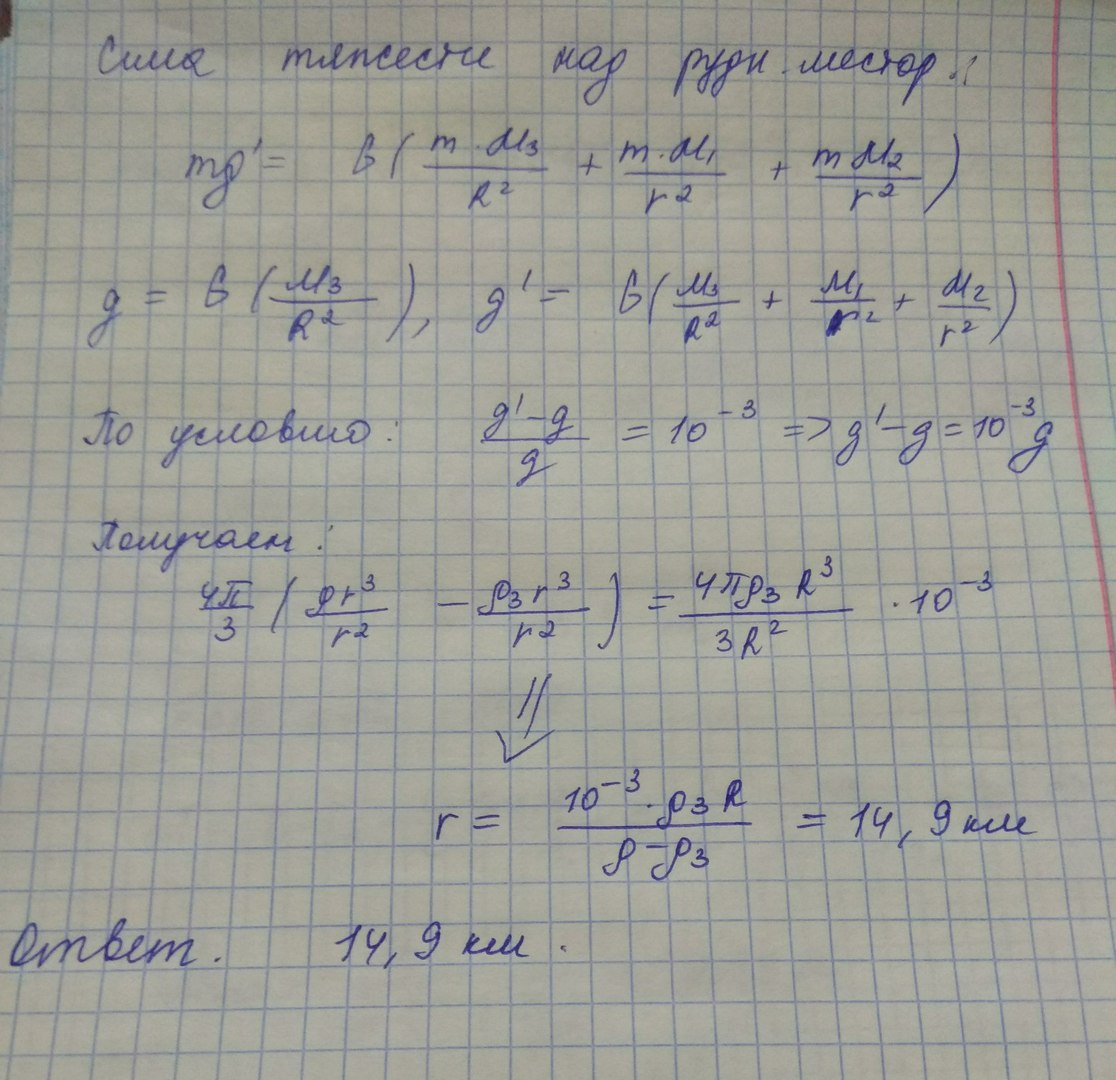 Сила тяжести над рудн. местор.:
mg' = G ( m·M₃/R² + m·M₁/r² + m M₂/r² )
g = G ( M₃/R² ), g' = G ( M₃/R² + M₁/r² + M₂/r² )
По условию: (g'-g)/g = 10⁻³ => g'-g = 10⁻³g
Получаем:
4π/3 ( ρr³/r² - ρ₃r³/r² ) = 4πρ₃R³/3R² · 10⁻³
⇓
r = 10⁻³·ρ₃R/(ρ-ρ₃) = 14,9 км
Ответ. 14,9 км.